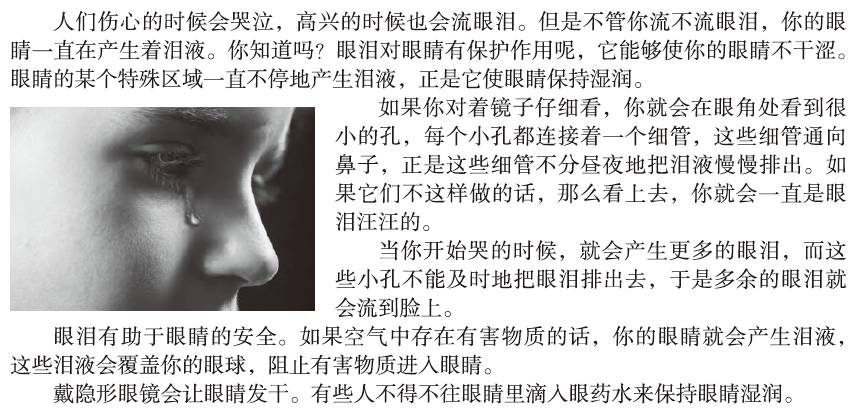 人们伤心的时候会哭泣，高兴的时候也会流眼泪。但是不管你流不流眼泪，你的眼
睛一直在产生着泪液。你知道吗？眼泪对眼睛有保护作用呢，它能够使你的眼睛不干涩。
眼睛的某个特殊区域一直不停地产生泪液，正是它使眼睛保持湿润。
如果你对着镜子仔细看，你就会在眼角处看到很
小的孔，每个小孔都连接着一个细管，这些细管通向
鼻子，正是这些细管不分昼夜地把泪液慢慢排出。如
果它们不这样做的话，那么看上去，你就会一直是眼
泪汪汪的。
当你开始哭的时候，就会产生更多的眼泪，而这
些小孔不能及时地把眼泪排出去，于是多余的眼泪就
会流到脸上。
眼泪有助于眼睛的安全。如果空气中存在有害物质的话，你的眼睛就会产生泪液，
这些泪液会覆盖你的眼球，阻止有害物质进入眼睛。
戴隐形眼镜会让眼睛发干。有些人不得不往眼睛里滴入眼药水来保持眼睛湿润。